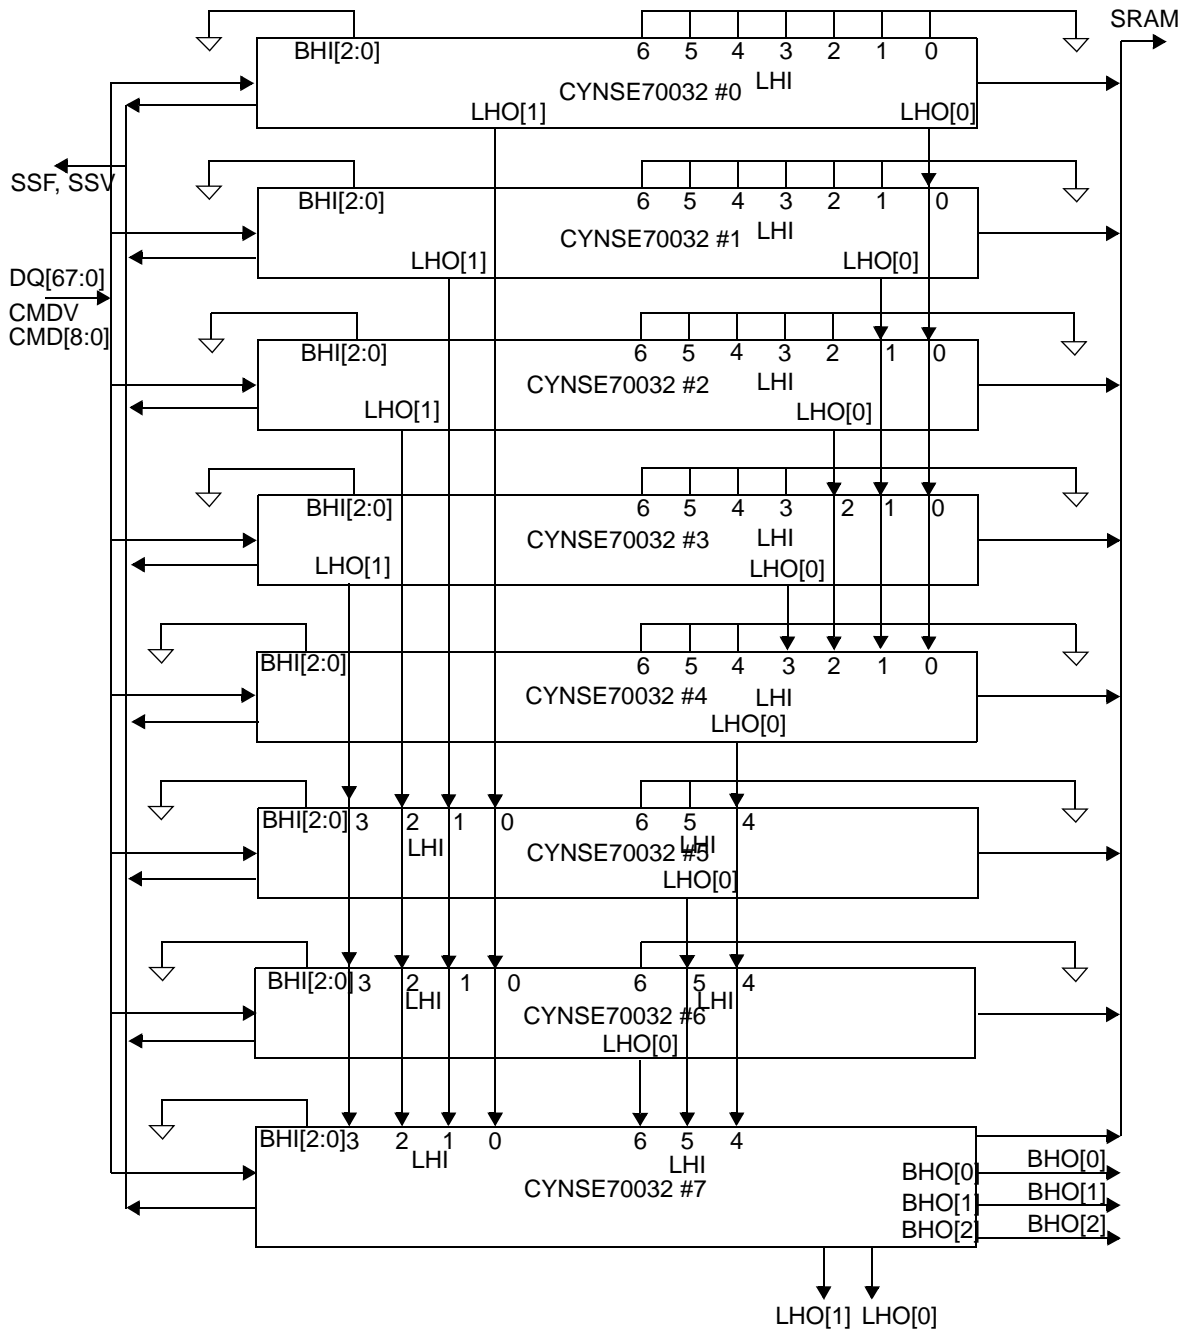 SRAM
BHI[2:0] 6 5 4 3 2 1 0
LHI
CYNSE70032 #0
LHO[1] LHO[0]
SSF, SSV
BHI[2:0] 6 5 4 3 2 1 0
LHI
CYNSE70032 #1
LHO[1] LHO[0]
DQ[67:0]
CMDV
CMD[8:0]
BHI[2:0] 6 5 4 3 2 1 0
LHI
CYNSE70032 #2
LHO[1] LHO[0]
BHI[2:0] 6 5 4 3 2 1 0
LHI
CYNSE70032 #3
LHO[1] LHO[0]
BHI[2:0] 6 5 4 3 2 1 0
LHI
CYNSE70032 #4
LHO[0]
BHI[2:0] 3 2 1 0 6 5 4
LHI LHI
CYNSE70032 #5
LHO[0]
BHI[2:0] 3 2 1 0 6 5 4
LHI LHI
CYNSE70032 #6
LHO[0]
BHI[2:0] 3 2 1 0 6 5 4
LHI LHI
CYNSE70032 #7
BHO[0] BHO[0]
BHO[1] BHO[1]
BHO[2] BHO[2]
LHO[1] LHO[0]